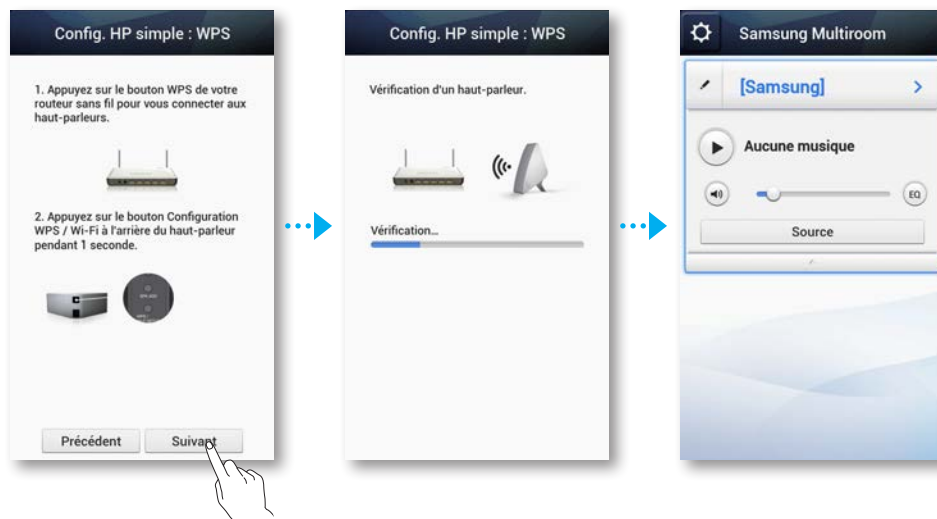 Config. HP simple : WPS
1. Appuyez sur le bouton WPS de votre
routeur sans fil pour vous connecter aux
haut-parleurs.
2. Appuyez sur le bouton Configuration
WPS / Wi-Fi à l'arrière du haut-parleur
pendant 1 seconde.
Précédent
Suivant
Config. HP simple : WPS
Vérification d'un haut-parleur.
Vérification...
Samsung Multiroom
[Samsung]
Aucune musique
EQ
Source